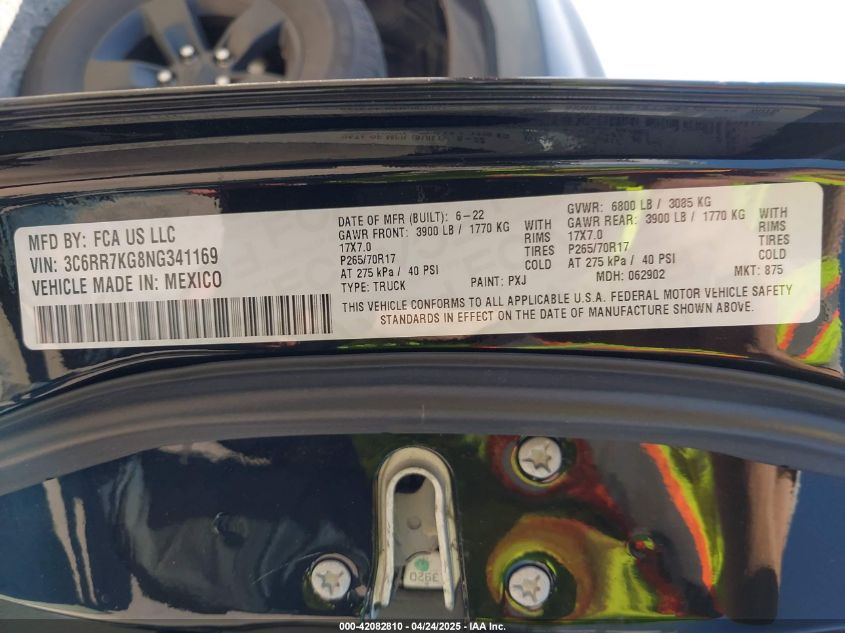 MFD BY: FCA US LLC
VIN: 3C6RR7KG8NG341169
VEHICLE MADE IN: MEXICO
DATE OF MFR (BUILT): 6-22
GAWR FRONT: 3900 LB / 1770 KG WITH
17X7.0 RIMS
P265/70R17 TIRES
AT 275 kPa / 40 PSI COLD
TYPE: TRUCK PAINT: PXJ
GVWR: 6800 LB / 3085 KG
GAWR REAR: 3900 LB / 1770 KG WITH
17X7.0 RIMS
P265/70R17 TIRES
AT 275 kPa / 40 PSI COLD
MDH: 062902 MKT: 875
THIS VEHICLE CONFORMS TO ALL APPLICABLE U.S.A. FEDERAL MOTOR VEHICLE SAFETY
STANDARDS IN EFFECT ON THE DATE OF MANUFACTURE SHOWN ABOVE.
3920
000-42082810 - 04/24/2025 - IAA Inc.